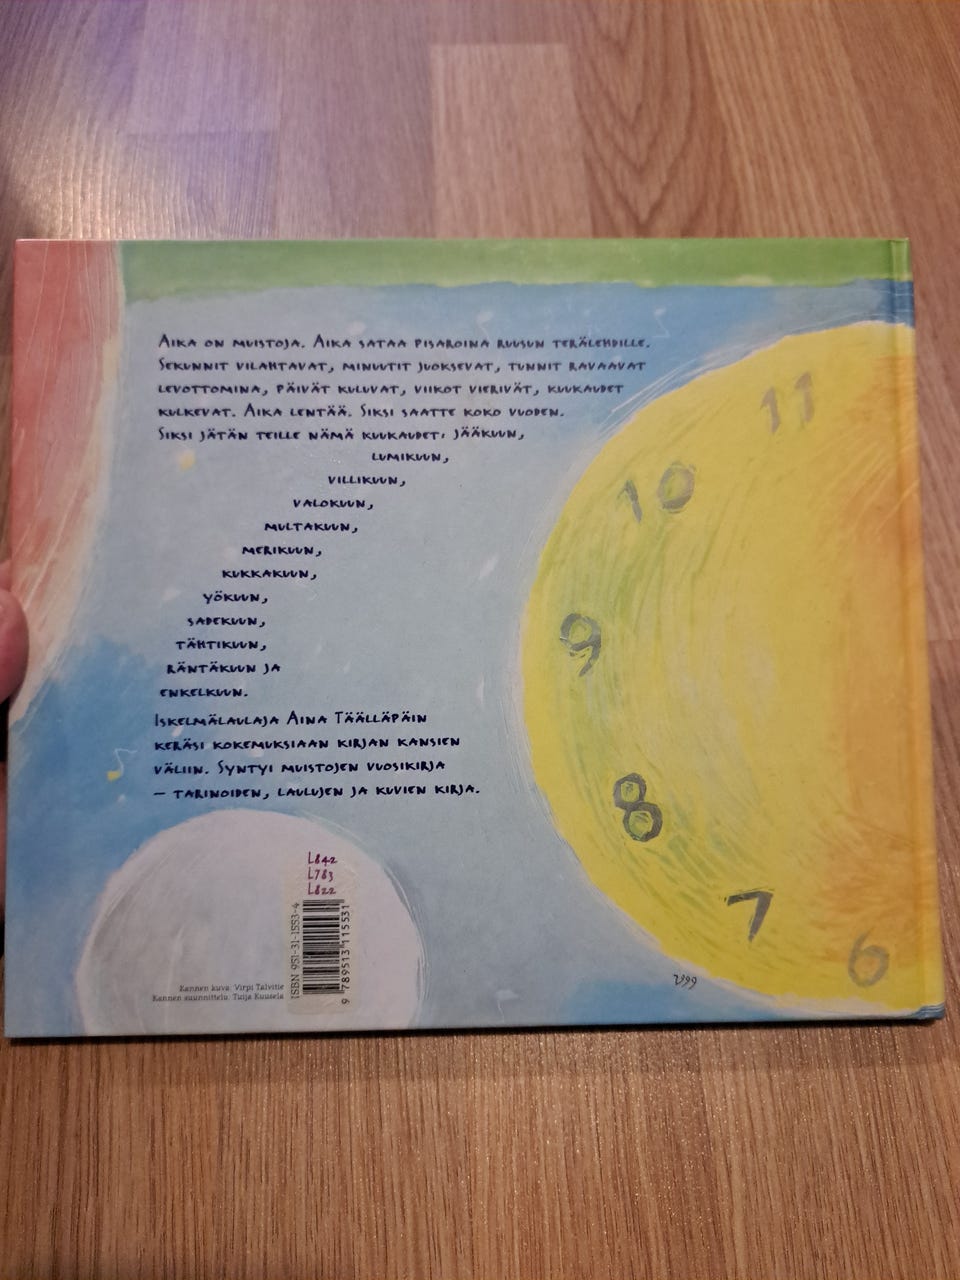 AIKA ON MUISTOJA. AIKA SATAA PISAROINA RUUSUN TERÄLEHDILLE.
SEKUNNIT VILAHTAVAT, MINUUTIT JUOKSEVAT, TUNNIT RAVAAVAT
LEVOTTOMINA, PÄIVÄT KULUVAT, VIIKOT VIERIVÄT, KUUKAUDET
KULKEVAT. AIKA LENTÄÄ. SIKSI SAATTE KOKO VUODEN.
SIKSI JÄTÄN TEILLE NÄMÄ KUUKAUDET: JÄÄKUUN,
LUMIKUUN,
VILLIKUUN,
VALOKUUN,
MULTAKUUN,
MERIKUUN,
KUKKAKUUN,
YÖKUUN,
SADEKUUN,
TÄHTIKUUN,
RÄNTÄKUUN JA
ENKELKUUN.
ISKELMÄLAULAJA AINA TÄÄLLÄPÄIN
KERÄSI KOKEMUKSIAAN KIRJAN KANSIEN
VÄLIIN. SYNTYI MUISTOJEN VUOSIKIRJA
– TARINOIDEN, LAULUJEN JA KUVIEN KIRJA.
11
10
9
8
7
6
L842
L783
L822
ISBN 951-31-1553-4
9 789513 115531
Kannen kuva: Virpi Talvitie
Kannen suunnittelu: Tuija Kuusela